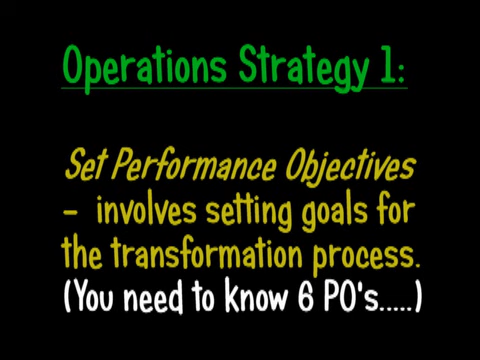 Operations Strategy 1:
Set Performance Objectives
- involves setting goals for
the transformation process.
(You need to know 6 PO's.....)